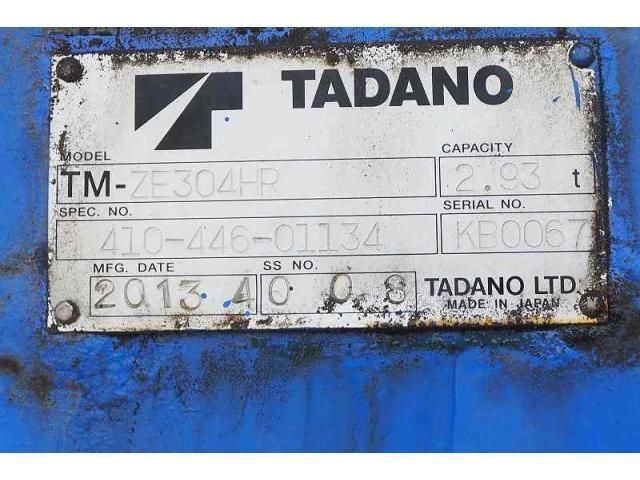 TADANO
MODEL
CAPACITY
TM-ZE304HR
2.93 t
SPEC. NO.
SERIAL NO.
410-446-01134
KB0067
MFG. DATE
SS NO.
2013 4
0 0 8
TADANO LTD.
MADE IN JAPAN